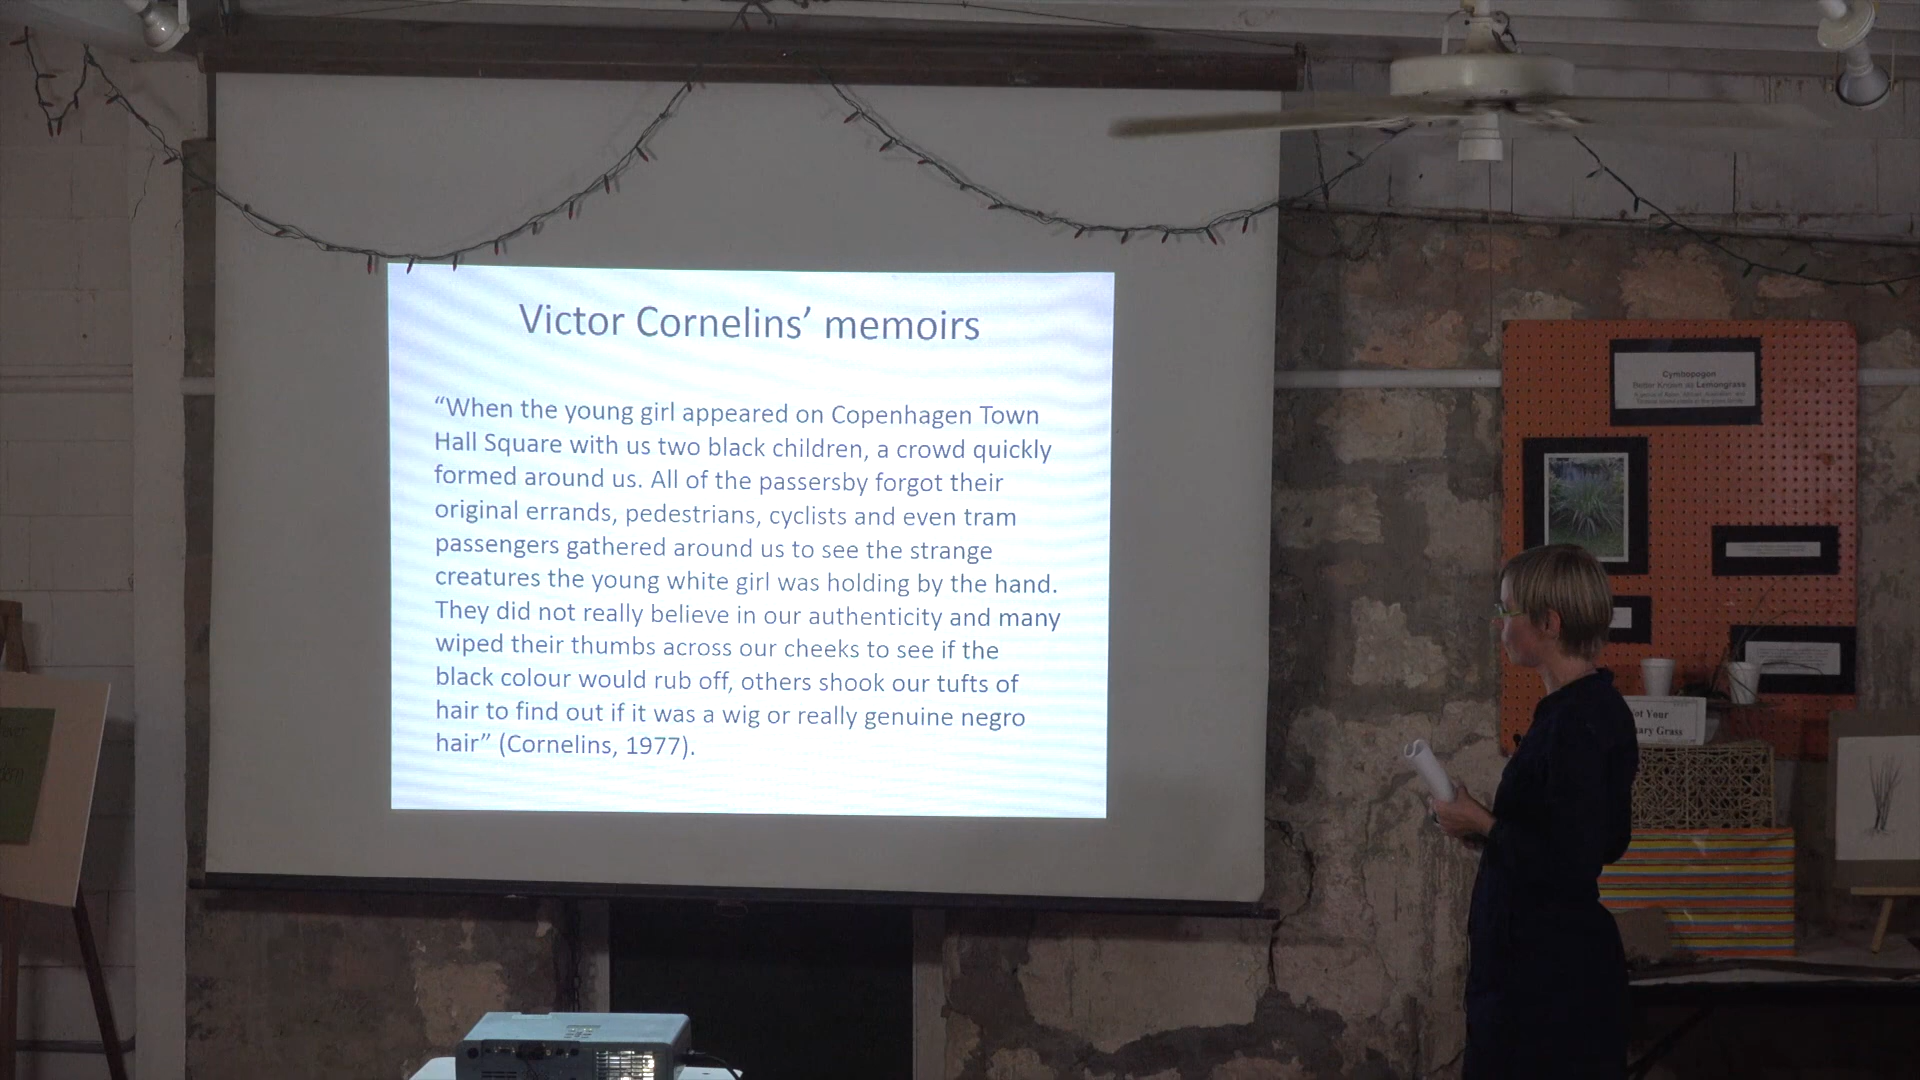 Victor Cornelins’ memoirs
“When the young girl appeared on Copenhagen Town
Hall Square with us two black children, a crowd quickly
formed around us. All of the passersby forgot their
original errands, pedestrians, cyclists and even tram
passengers gathered around us to see the strange
creatures the young white girl was holding by the hand.
They did not really believe in our authenticity and many
wiped their thumbs across our cheeks to see if the
black colour would rub off, others shook our tufts of
hair to find out if it was a wig or really genuine negro
hair” (Cornelins, 1977).
Cymbopogon
Better Known as Lemongrass
Your
Grass